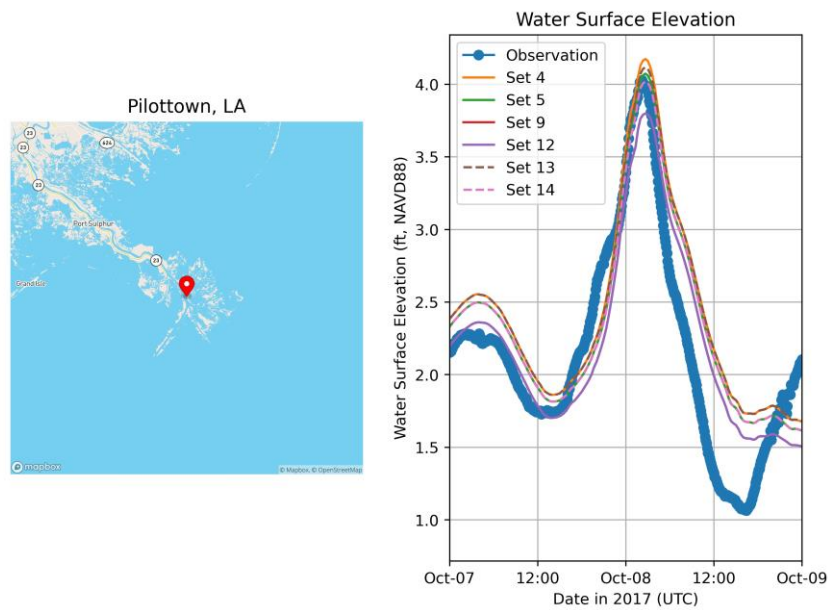 Pilottown, LA
23
23
23
626
Port Sulphur
23
Grand Isle
mapbox
© Mapbox, © OpenStreetMap
Water Surface Elevation
Observation
Set 4
Set 5
Set 9
Set 12
Set 13
Set 14
Water Surface Elevation (ft, NAVD88)
4.0
3.5
3.0
2.5
2.0
1.5
1.0
Oct-07
12:00
Oct-08
12:00
Oct-09
Date in 2017 (UTC)